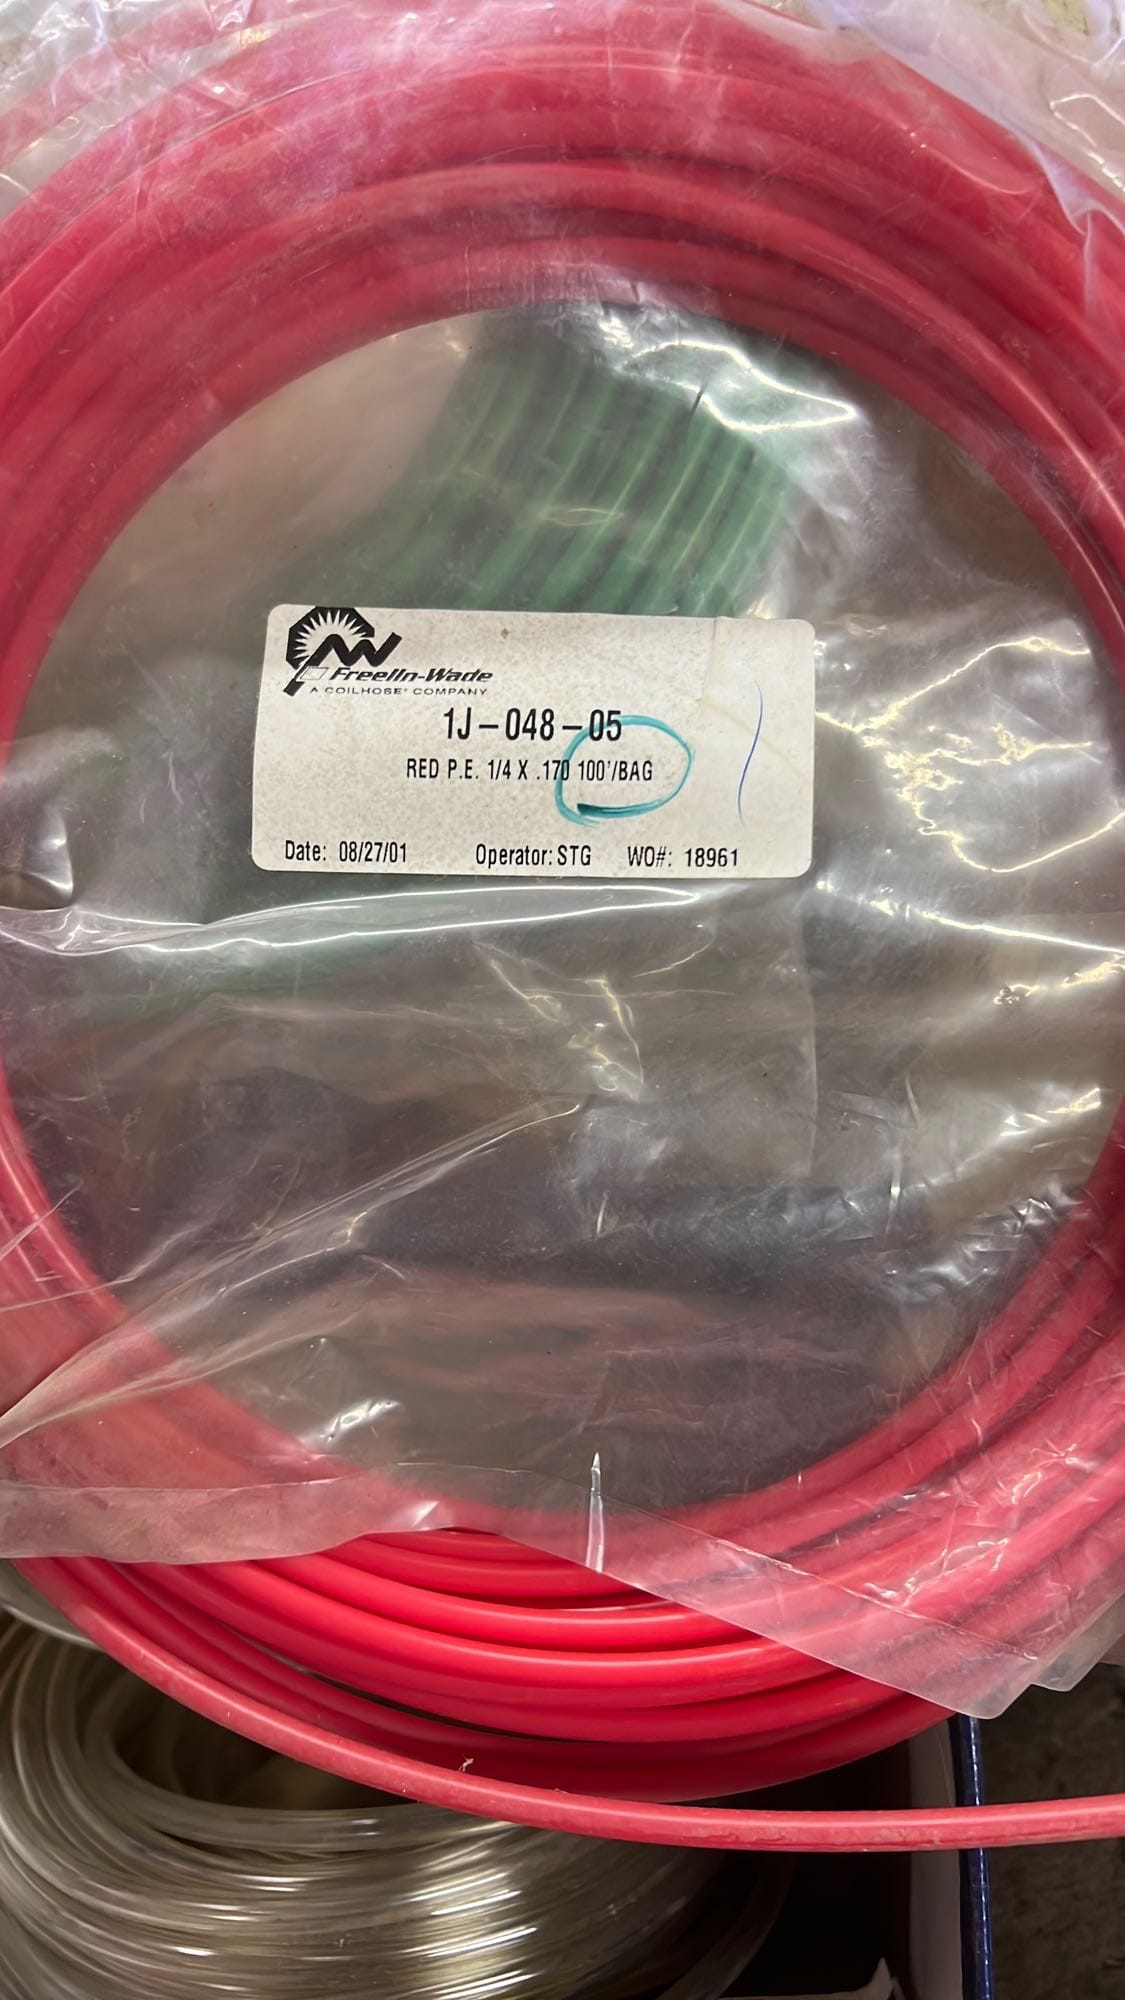 Freelin-Wade
A COILHOSE® COMPANY
1J-048-05
RED P.E. 1/4 X .170 100'/BAG
Date: 08/27/01 Operator: STG WO#: 18961